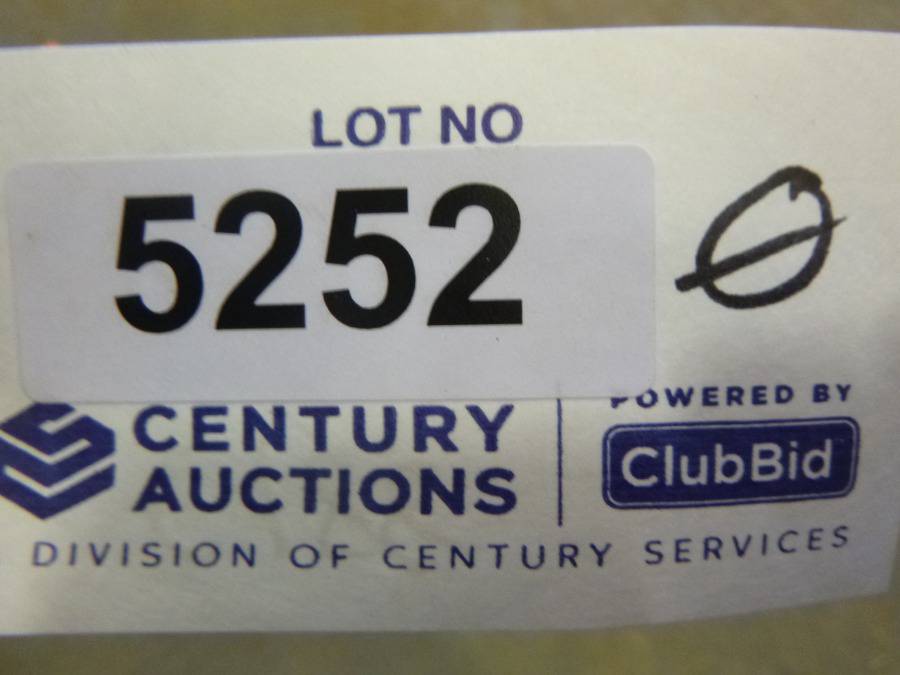 LOT NO
5252 Ø
CENTURY
AUCTIONS
POWERED BY
ClubBid
DIVISION OF CENTURY SERVICES